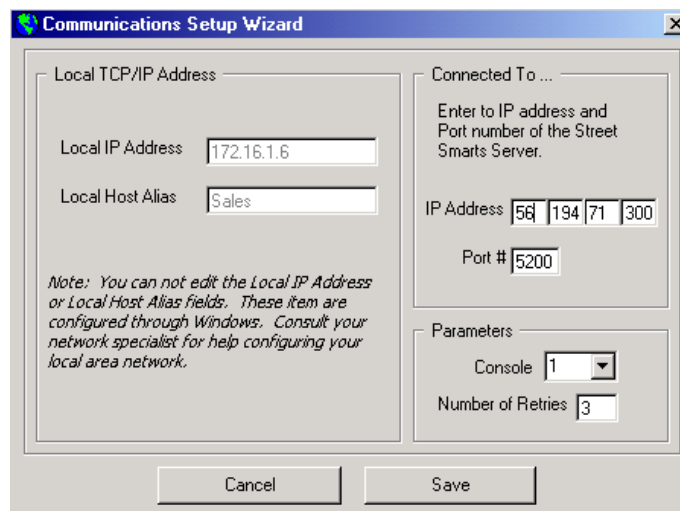 Communications Setup Wizard
Local TCP/IP Address
Local IP Address 172.16.1.6
Local Host Alias Sales
Note: You can not edit the Local IP Address
or Local Host Alias fields. These item are
configured through Windows. Consult your
network specialist for help configuring your
local area network.
Connected To ...
Enter to IP address and
Port number of the Street
Smarts Server.
IP Address 56 194 71 300
Port # 5200
Parameters
Console 1
Number of Retries 3
Cancel
Save